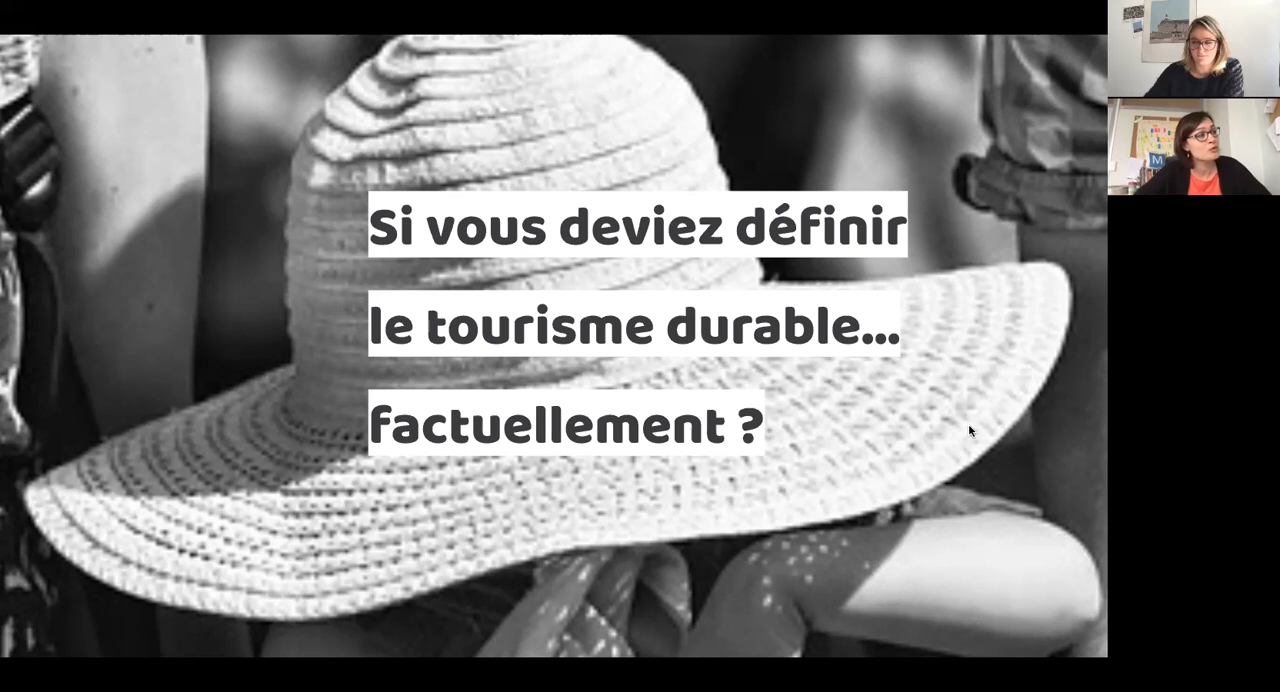 Si vous deviez définir
le tourisme durable...
factuellement ?
M